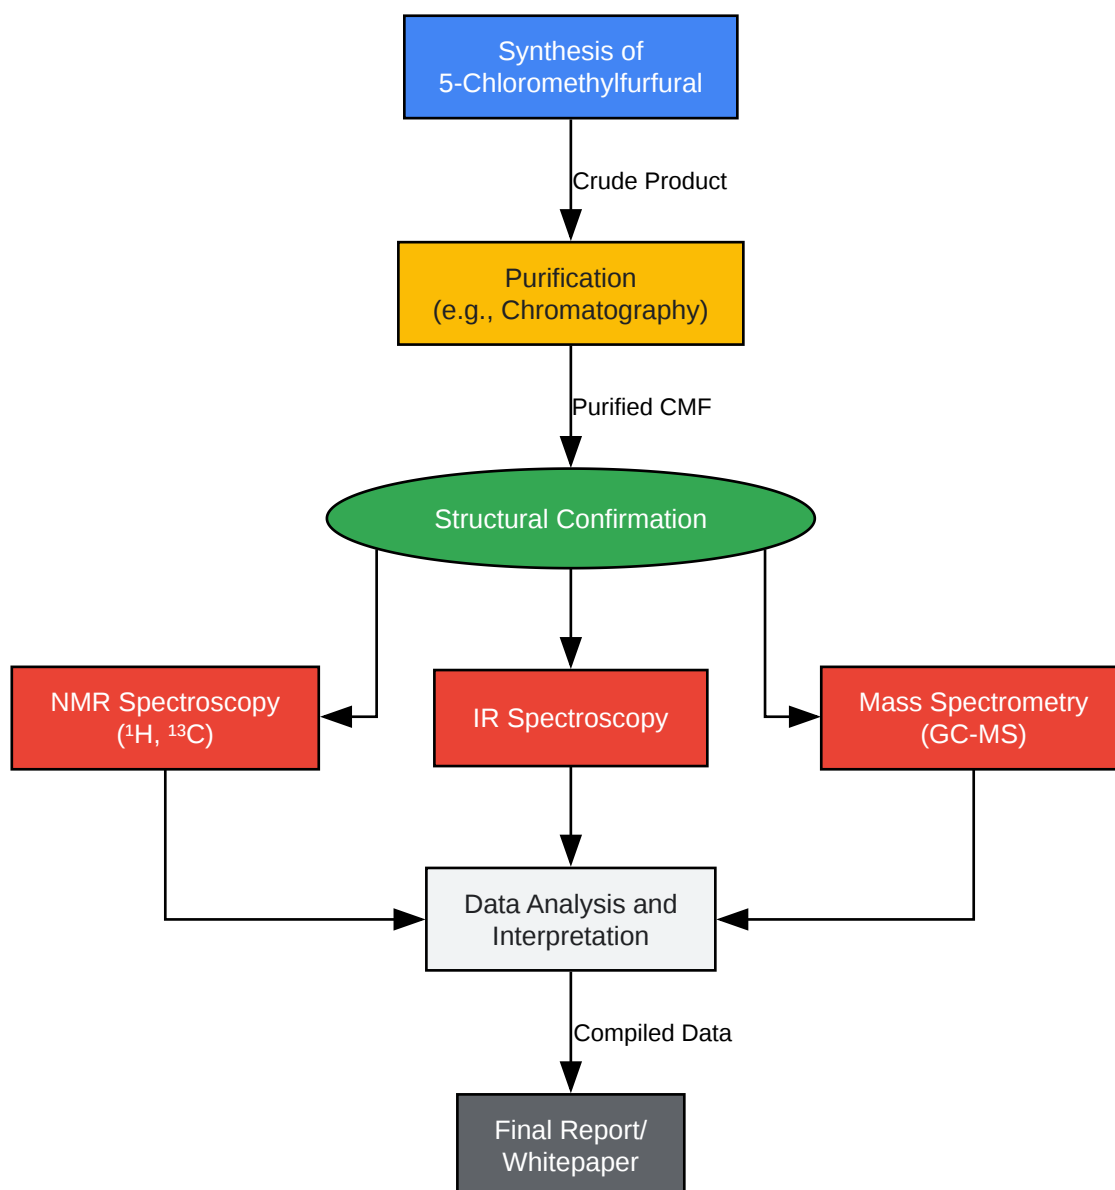 Synthesis of
5-Chloromethylfurfural
Crude Product
Purification
(e.g., Chromatography)
Purified CMF
Structural Confirmation
NMR Spectroscopy
(¹H, ¹³C)
IR Spectroscopy
Mass Spectrometry
(GC-MS)
Data Analysis and
Interpretation
Compiled Data
Final Report/
Whitepaper